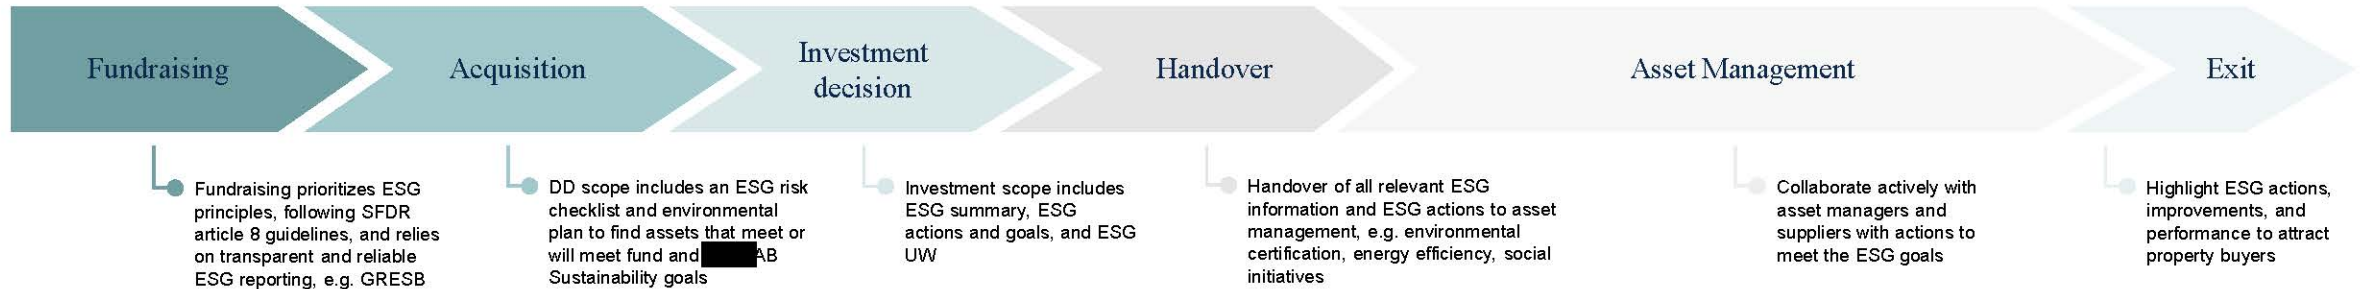 Fundraising
Acquisition
Investment
decision
Handover
Asset Management
Exit
Fundraising prioritizes ESG
principles, following SFDR
article 8 guidelines, and relies
on transparent and reliable
ESG reporting, e.g. GRESB
DD scope includes an ESG risk
checklist and environmental
plan to find assets that meet or
will meet fund and AB
Sustainability goals
Investment scope includes
ESG summary, ESG
actions and goals, and ESG
UW
Handover of all relevant ESG
information and ESG actions to asset
management, e.g. environmental
certification, energy efficiency, social
initiatives
Collaborate actively with
asset managers and
suppliers with actions to
meet the ESG goals
Highlight ESG actions,
improvements, and
performance to attract
property buyers